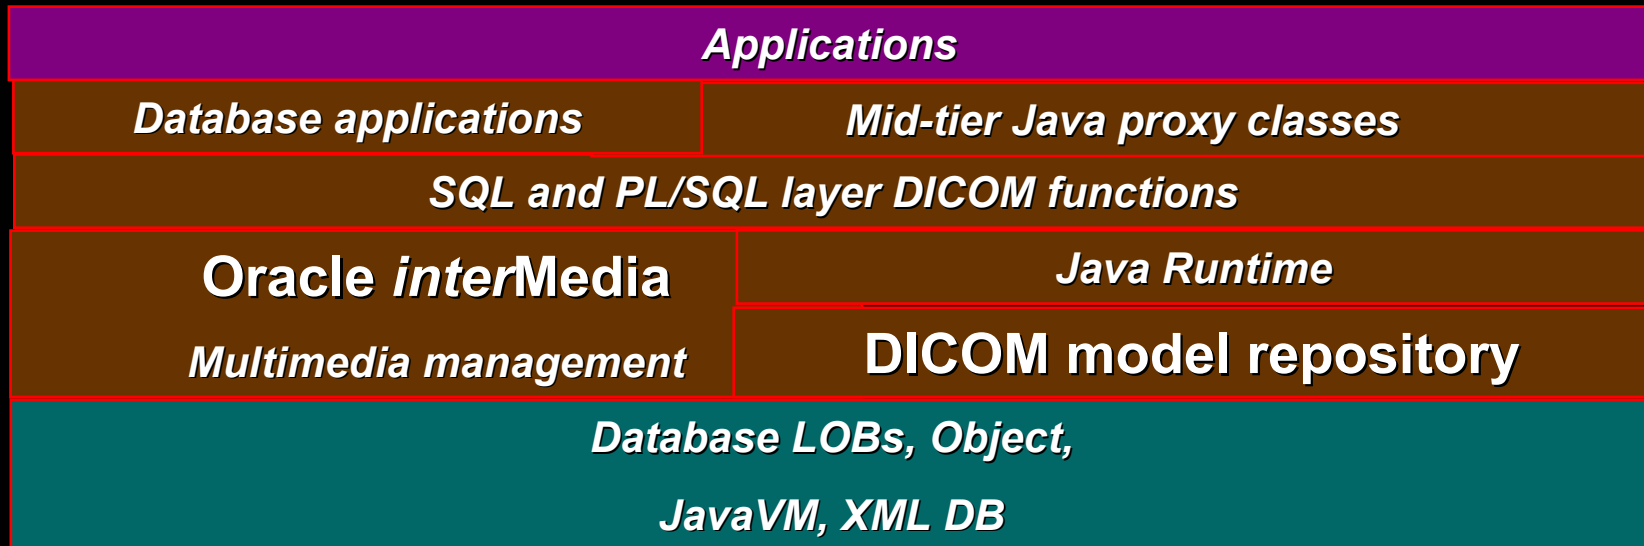 Applications
Database applications
Mid-tier Java proxy classes
SQL and PL/SQL layer DICOM functions
Oracle interMedia
Multimedia management
Java Runtime
DICOM model repository
Database LOBs, Object,
JavaVM, XML DB